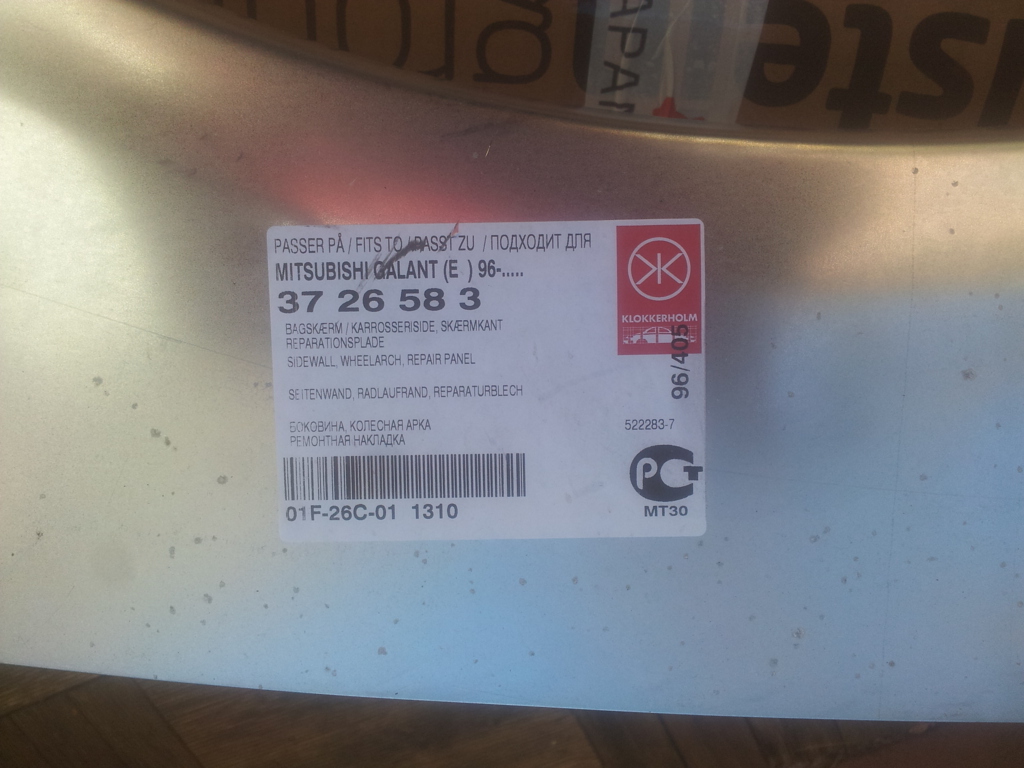 PASSER PÅ / FITS TO / PASST ZU / ПОДХОДИТ ДЛЯ
MITSUBISHI GALANT (E ) 96-.....
37 26 58 3
BAGSKÆRM / KARROSSERISIDE, SKÆRMKANT
REPARATIONSPLADE
SIDEWALL, WHEELARCH, REPAIR PANEL
SEITENWAND, RADLAUFRAND, REPARATURBLECH
БОКОВИНА, КОЛЕСНАЯ АРКА
РЕМОНТНАЯ НАКЛАДКА
01F-26C-01 1310
KLOKKERHOLM
96/405
522283-7
РСТ
MT30